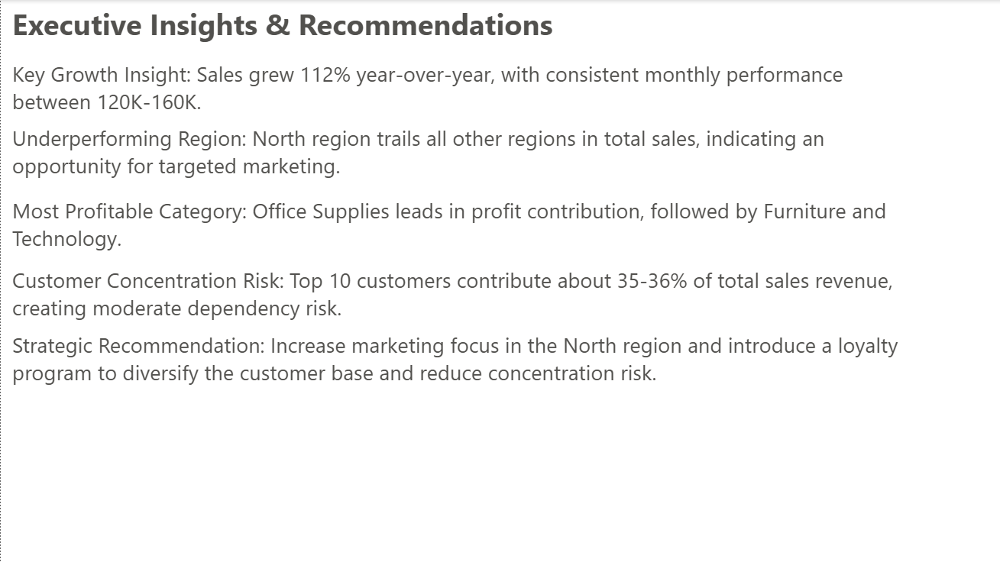 Executive Insights & Recommendations
Key Growth Insight: Sales grew 112% year-over-year, with consistent monthly performance
between 120K-160K.
Underperforming Region: North region trails all other regions in total sales, indicating an
opportunity for targeted marketing.
Most Profitable Category: Office Supplies leads in profit contribution, followed by Furniture and
Technology.
Customer Concentration Risk: Top 10 customers contribute about 35-36% of total sales revenue,
creating moderate dependency risk.
Strategic Recommendation: Increase marketing focus in the North region and introduce a loyalty
program to diversify the customer base and reduce concentration risk.